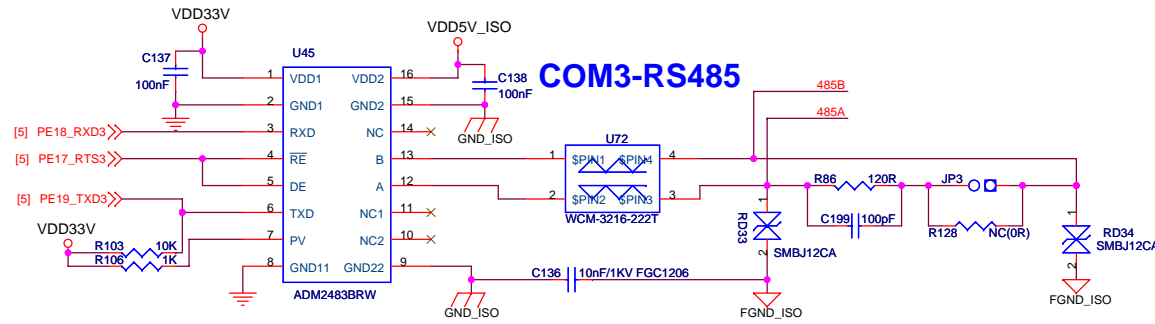 VDD33V
VDD5V_ISO
U45
C137
100nF
C138
100nF
COM3-RS485
1 VDD1 VDD2 16
2 GND1 GND2 15
GND_ISO
485B
485A
[5] PE18_RXD3 3 RXD NC 14
U72
[5] PE17_RTS3 4 RE B 13 1 $PIN1 $PIN4 4
5 DE A 12 2 $PIN2 $PIN3 3
R86 120R JP3
[5] PE19_TXD3 6 TXD NC1 11
WCM-3216-222T
C199 100pF
1 RD33 2 SMBJ12CA
R128 NC(0R)
1 RD34 2
SMBJ12CA
VDD33V
R103 10K
R106 1K
7 PV NC2 10
8 GND11 GND22 9
C136 10nF/1KV FGC1206
ADM2483BRW
GND_ISO
FGND_ISO
FGND_ISO